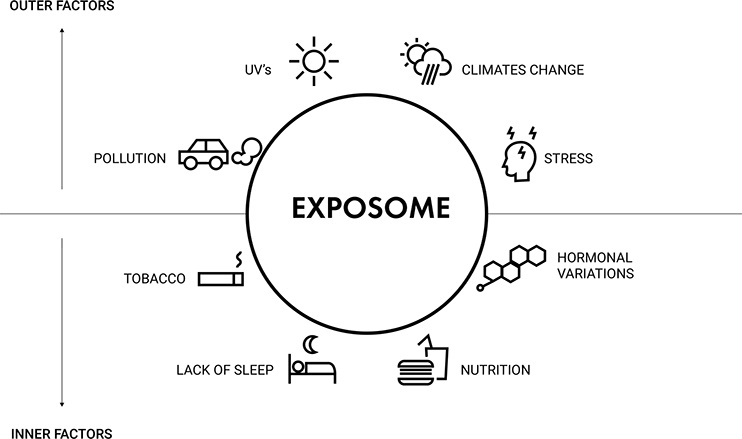 OUTER FACTORS
UV's
CLIMATES CHANGE
POLLUTION
STRESS
EXPOSOME
TOBACCO
HORMONAL
VARIATIONS
LACK OF SLEEP
NUTRITION
INNER FACTORS